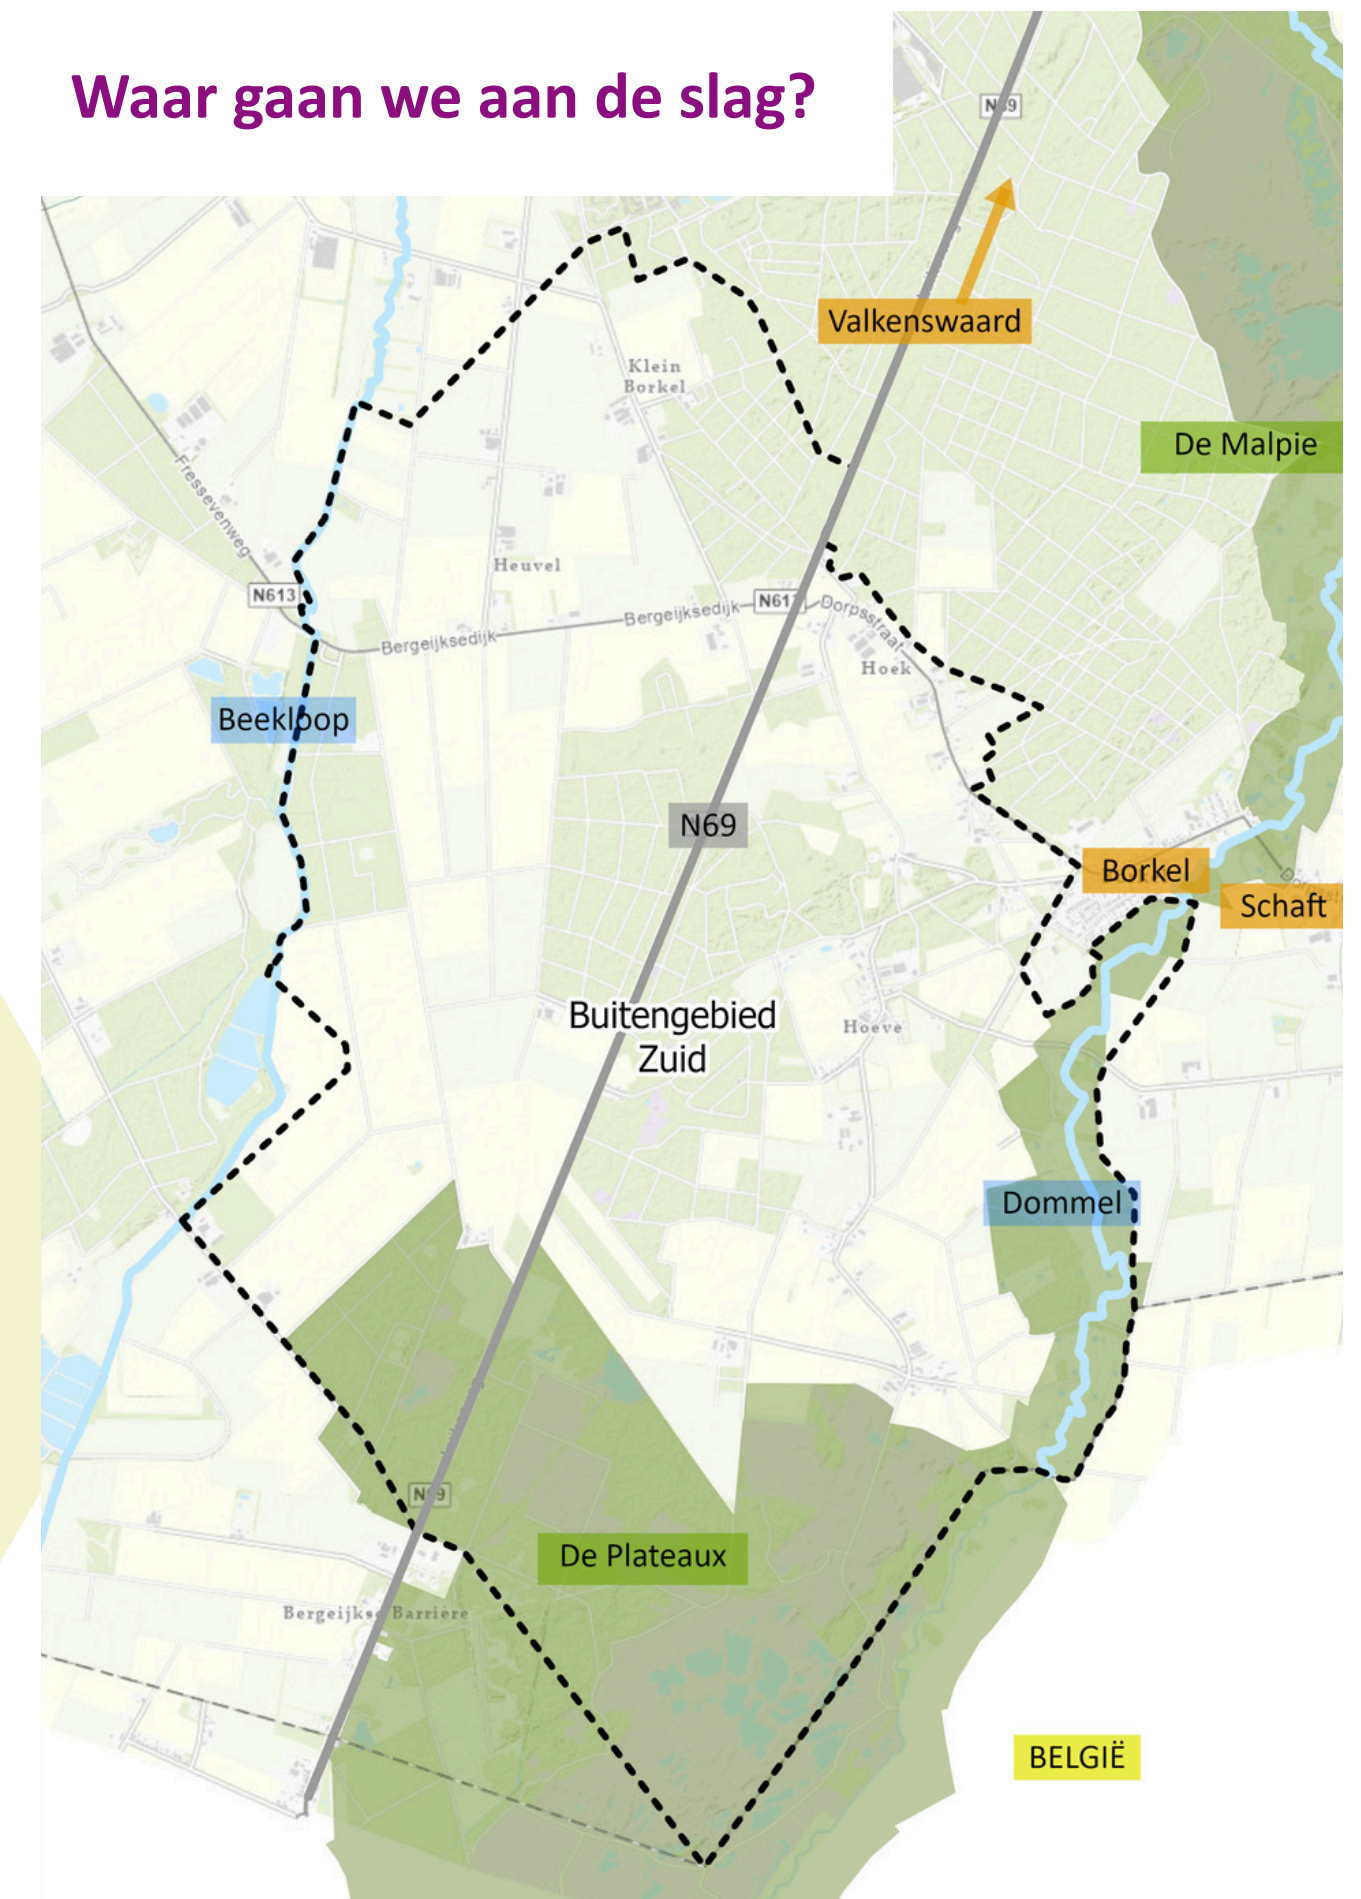 Waar gaan we aan de slag?
N69
Valkenswaard
Klein
Borkel
De Malpie
Fressevenweg
Heuvel
N613
Bergeijksedijk
Bergeijksedijk
Dorpsstraat
Hoek
Beekloop
N69
Borkel
Schaft
Buitengebied
Zuid
Hoeve
Dommel
N69
De Plateaux
Bergeijkse Barrière
BELGIË